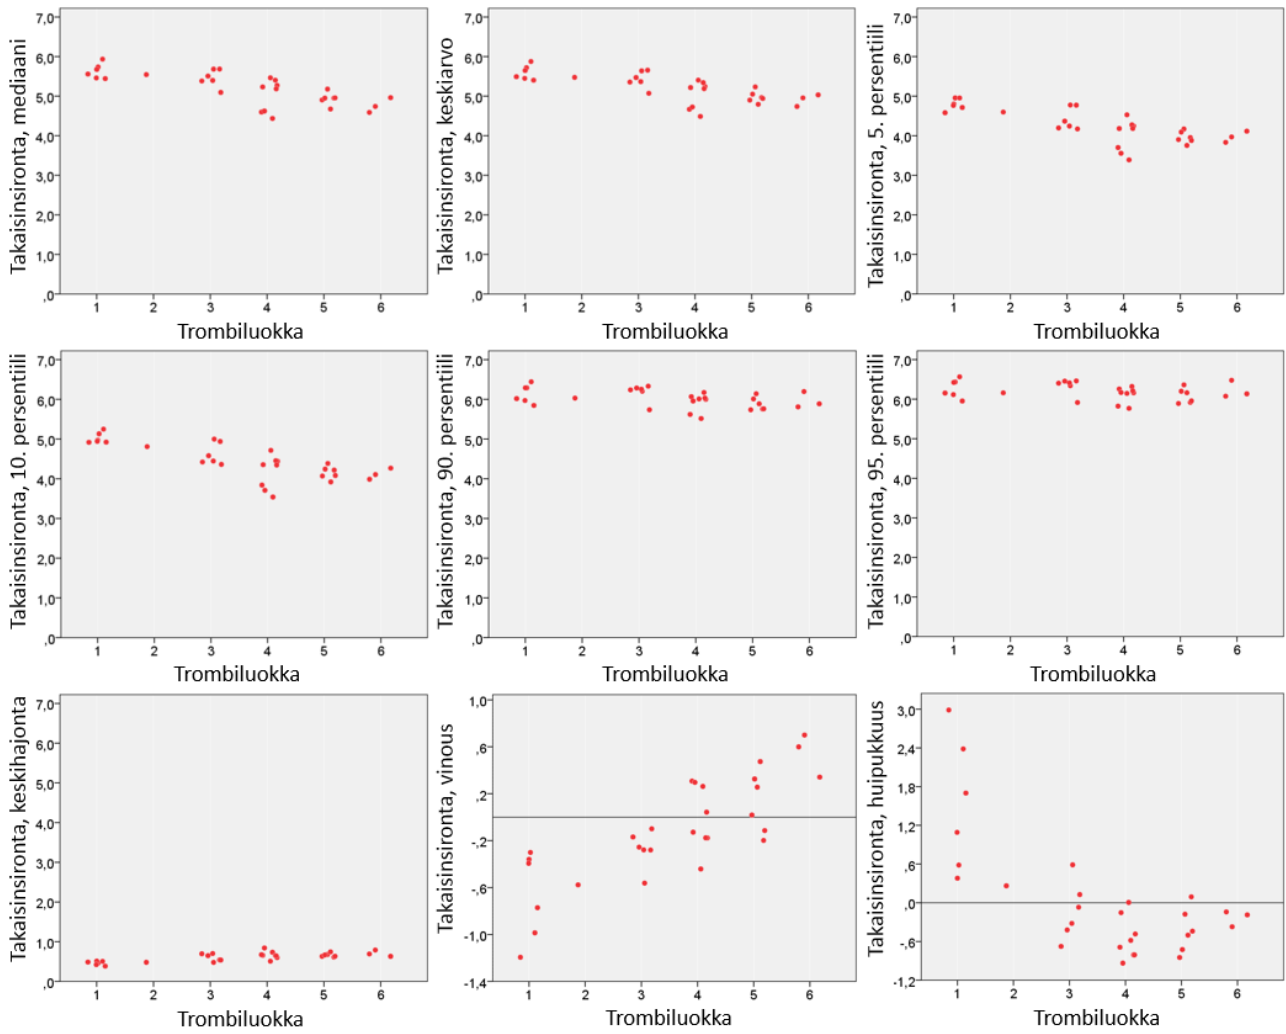 Takaisinsironta, mediaani
7,0
6,0
5,0
4,0
3,0
2,0
1,0
,0
1 2 3 4 5 6
Trombiluokka
Takaisinsironta, keskiarvo
7,0
6,0
5,0
4,0
3,0
2,0
1,0
,0
1 2 3 4 5 6
Trombiluokka
Takaisinsironta, 5. persentiili
7,0
6,0
5,0
4,0
3,0
2,0
1,0
,0
1 2 3 4 5 6
Trombiluokka
Takaisinsironta, 10. persentiili
7,0
6,0
5,0
4,0
3,0
2,0
1,0
,0
1 2 3 4 5 6
Trombiluokka
Takaisinsironta, 90. persentiili
7,0
6,0
5,0
4,0
3,0
2,0
1,0
,0
1 2 3 4 5 6
Trombiluokka
Takaisinsironta, 95. persentiili
7,0
6,0
5,0
4,0
3,0
2,0
1,0
,0
1 2 3 4 5 6
Trombiluokka
Takaisinsironta, keskihajonta
7,0
6,0
5,0
4,0
3,0
2,0
1,0
,0
1 2 3 4 5 6
Trombiluokka
Takaisinsironta, vinous
1,0
,6
,2
-,2
-,6
-1,0
-1,4
1 2 3 4 5 6
Trombiluokka
Takaisinsironta, huipukkuus
3,0
2,4
1,8
1,2
,6
,0
-,6
-1,2
1 2 3 4 5 6
Trombiluokka